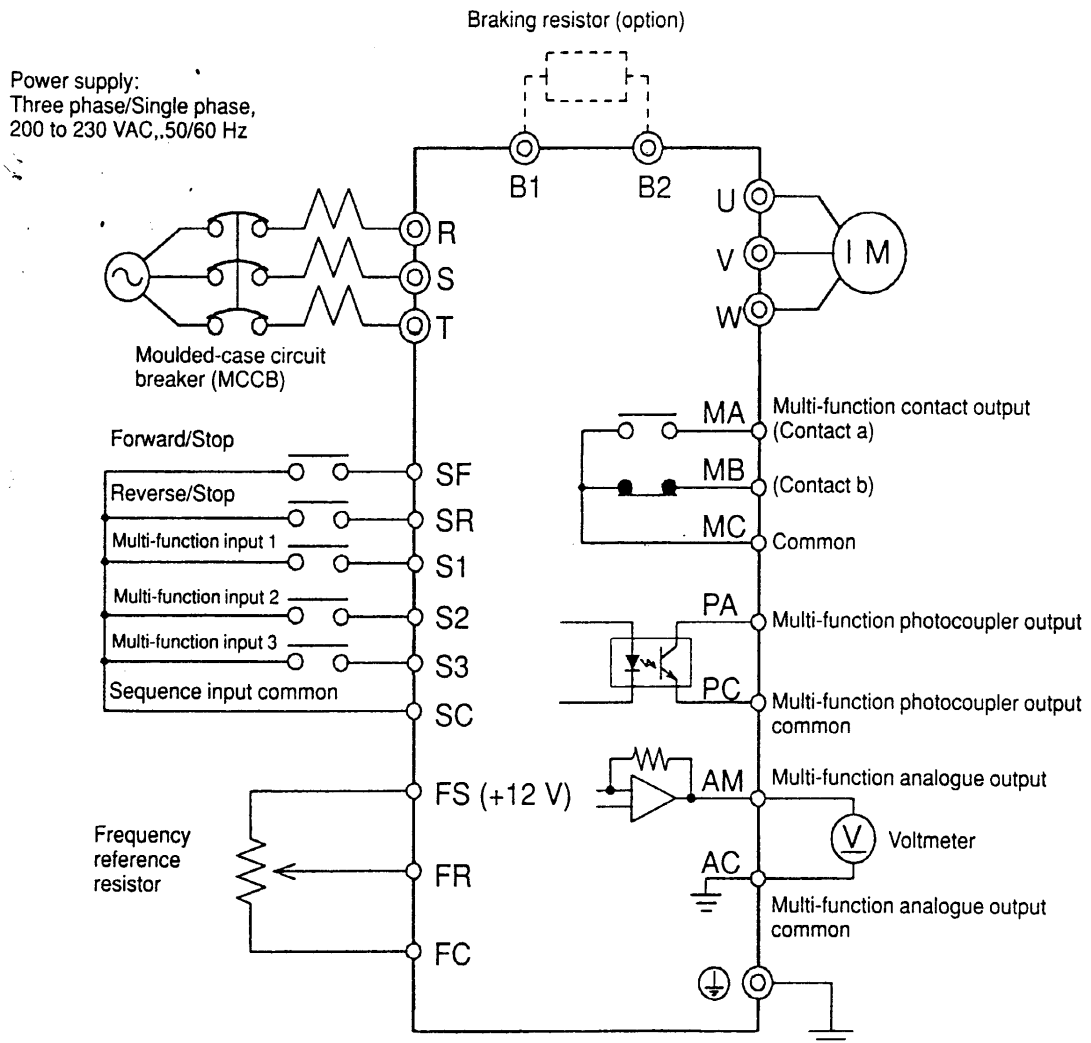 Braking resistor (option)
Power supply:
Three phase/Single phase,
200 to 230 VAC,.50/60 Hz
B1
B2
U
V
W
I M
R
S
T
Moulded-case circuit
breaker (MCCB)
Forward/Stop
SF
Reverse/Stop
SR
Multi-function input 1
S1
Multi-function input 2
S2
Multi-function input 3
S3
Sequence input common
SC
MA
Multi-function contact output
(Contact a)
MB
(Contact b)
MC
Common
PA
Multi-function photocoupler output
PC
Multi-function photocoupler output
common
FS (+12 V)
Frequency
reference
resistor
FR
FC
AM
Multi-function analogue output
V
Voltmeter
AC
Multi-function analogue output
common